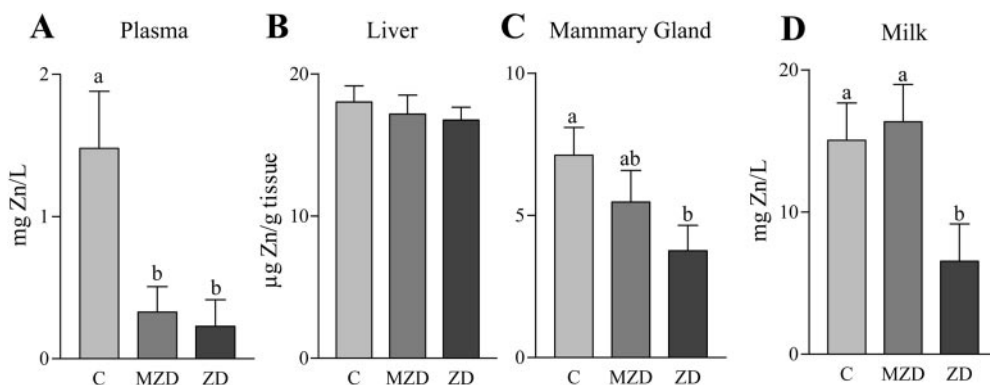 A Plasma
B Liver
C Mammary Gland
D Milk
mg Zn/L
2
1
0
a
b
b
C MZD ZD
µg Zn/g tissue
20
10
0
C MZD ZD
10
5
0
a
ab
b
C MZD ZD
mg Zn/L
20
10
0
a
a
b
C MZD ZD